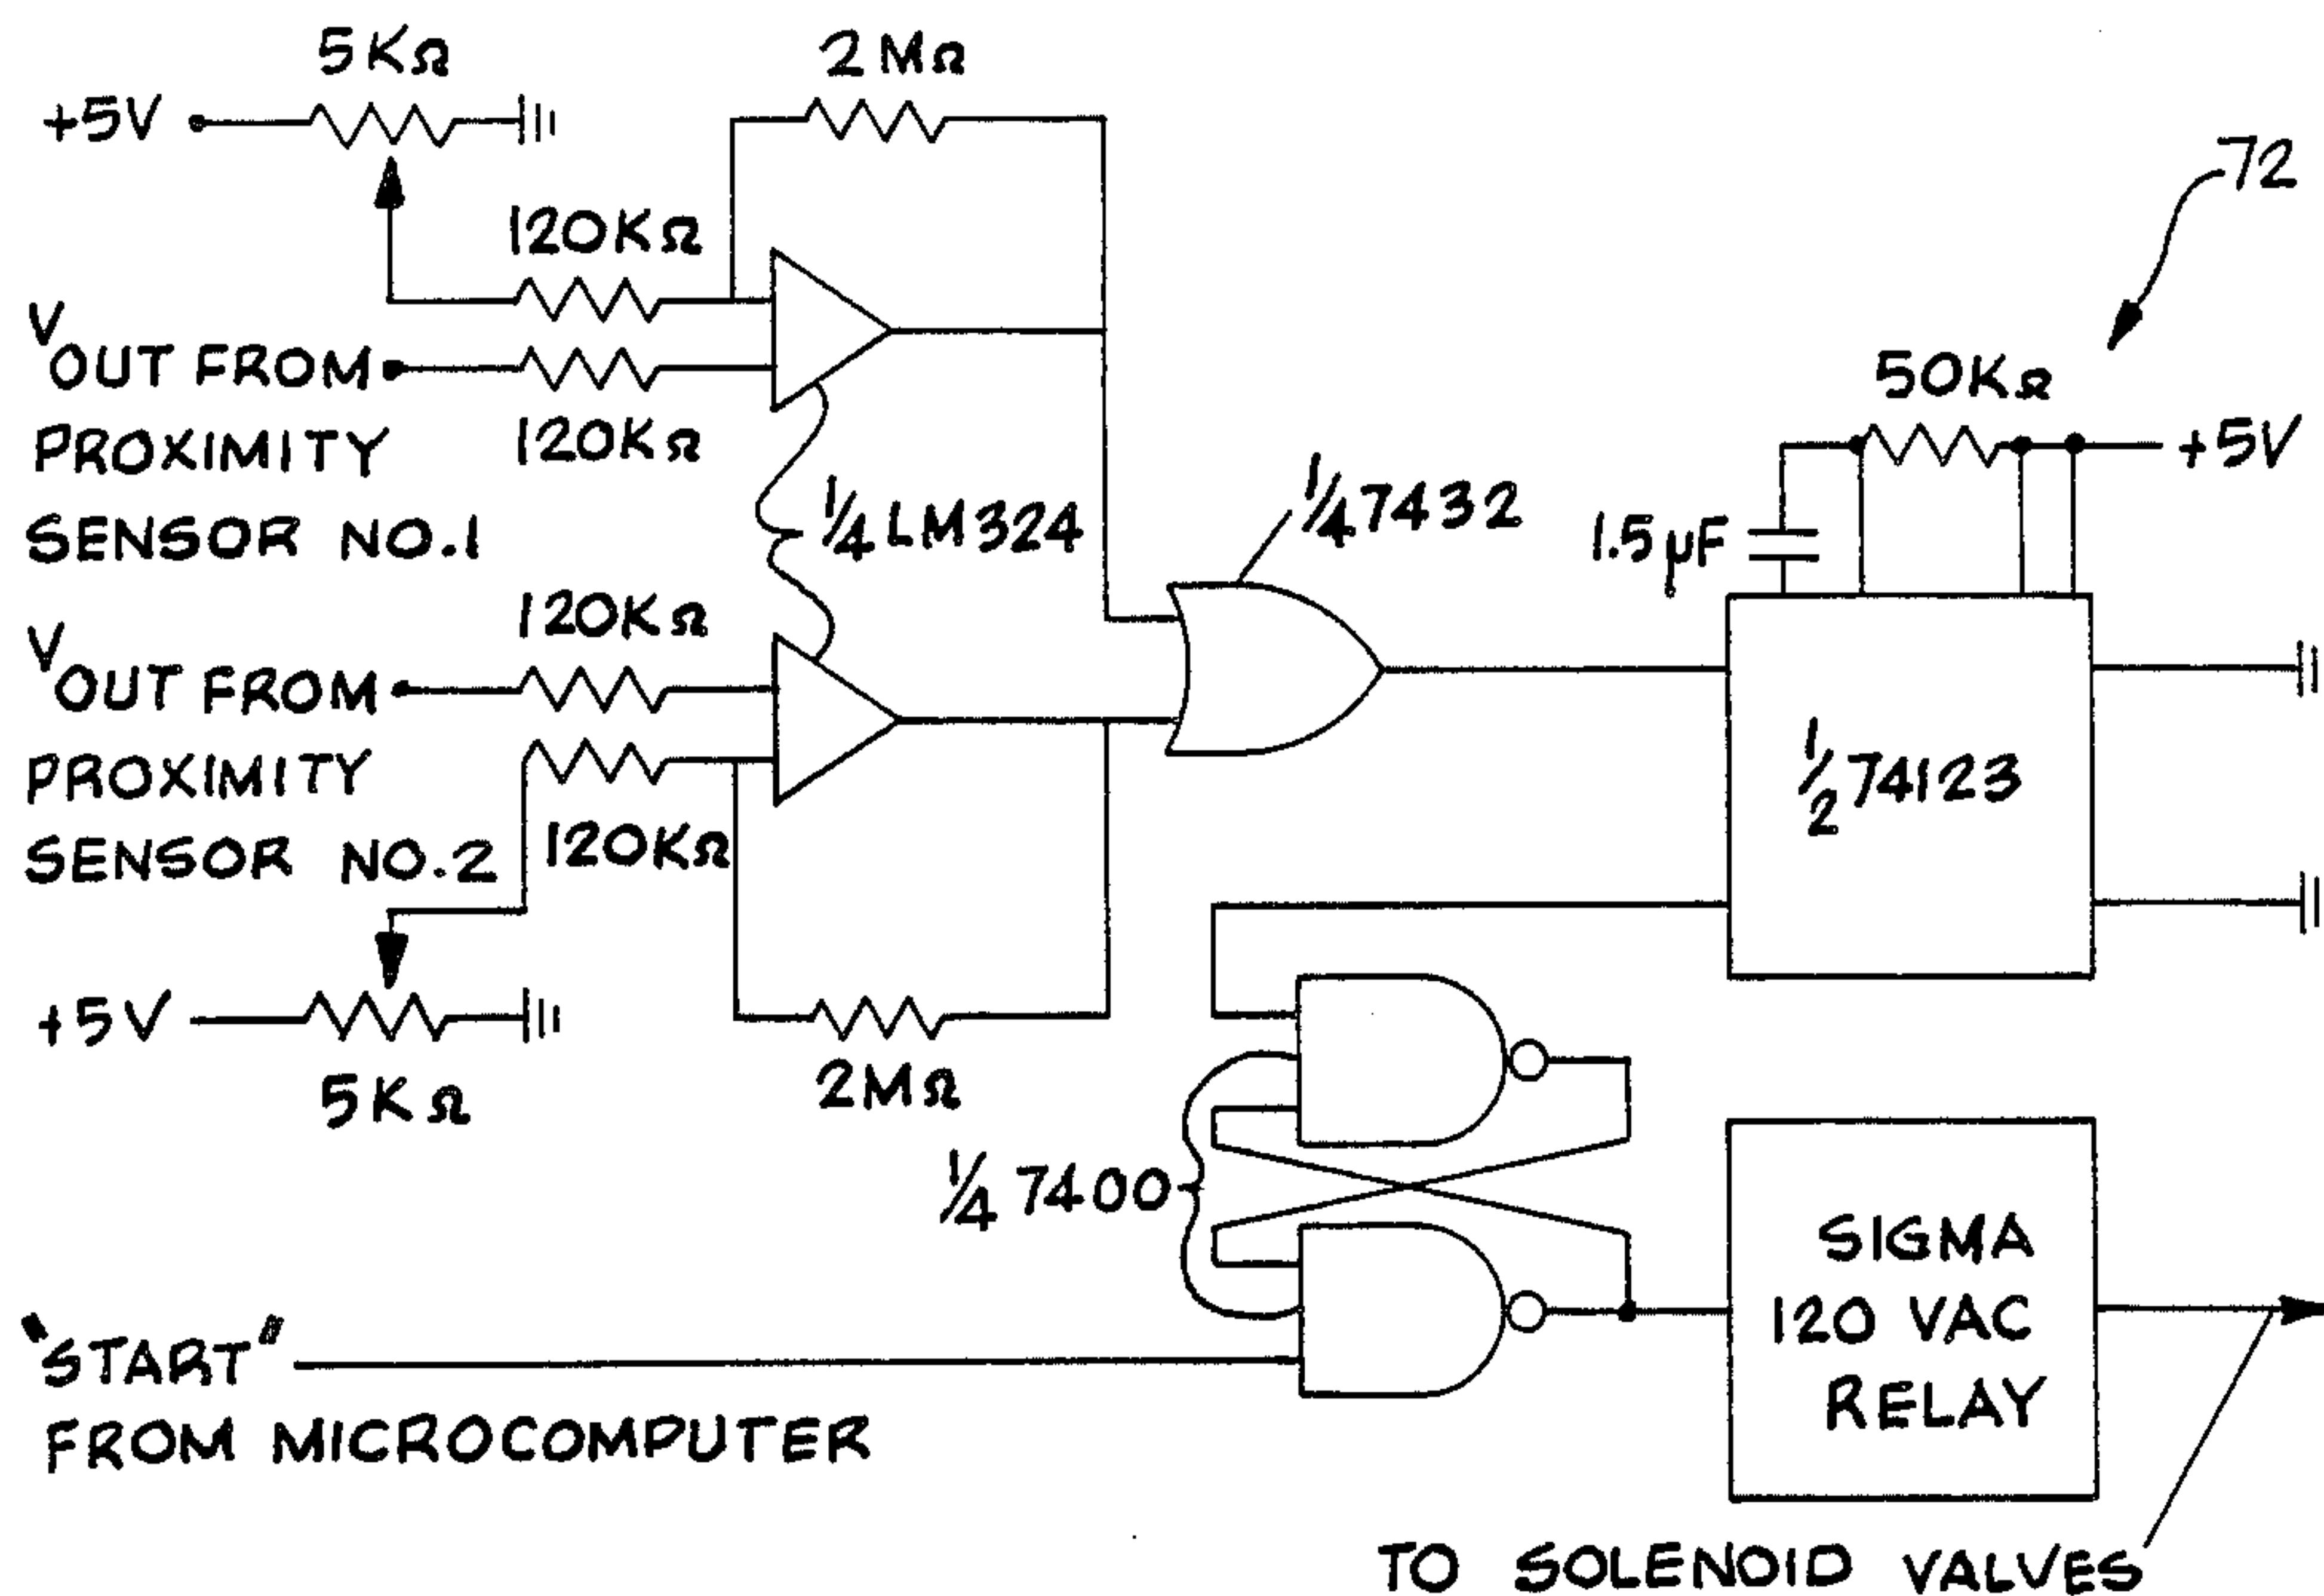 5KΩ
+5V
2MΩ
72
120KΩ
V
OUT FROM
PROXIMITY
SENSOR NO.1
120KΩ
50KΩ
+5V
1/4 LM324
1/4 7432
1.5µF
120KΩ
V
OUT FROM
PROXIMITY
SENSOR NO.2
120KΩ
1/2 74123
+5V
5KΩ
2MΩ
1/4 7400
SIGMA
120 VAC
RELAY
"START"
FROM MICROCOMPUTER
TO SOLENOID VALVES